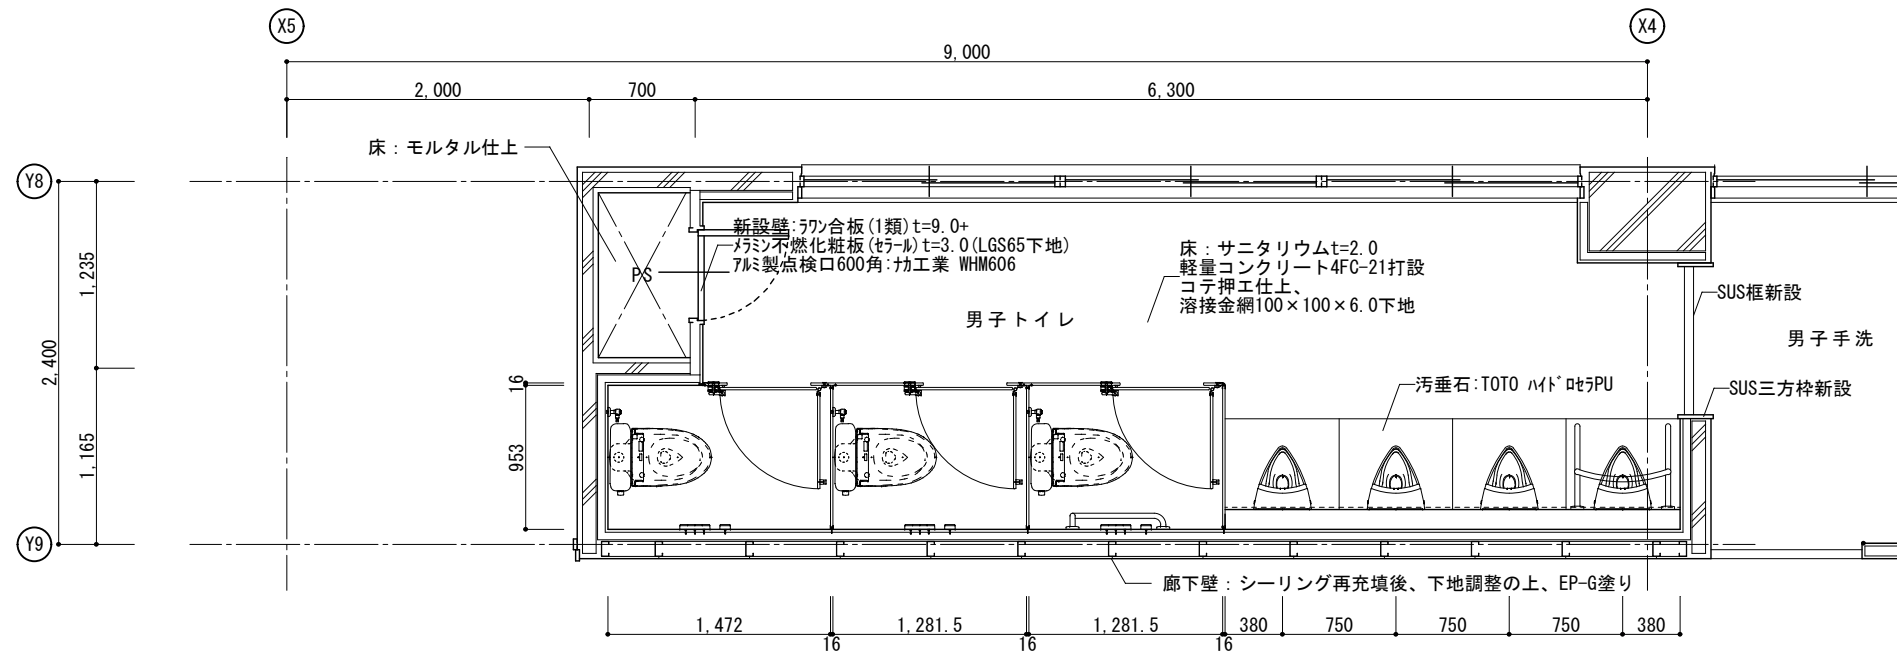 X5
X4
9,000
2,000
700
6,300
床：モルタル仕上
Y8
新設壁:ﾗﾜﾝ合板(1類)t=9.0+
ﾒﾗﾐﾝ不燃化粧板(ｾﾗｰﾙ)t=3.0(LGS65下地)
ｱﾙﾐ製点検口600角:ﾅｶ工業 WHM606
PS
床：サニタリウムt=2.0
軽量コンクリート4FC-21打設
コテ押エ仕上、
溶接金網100×100×6.0下地
1,235
SUS框新設
男子トイレ
男子手洗
2,400
16
汚垂石:TOTO ﾊｲﾄﾞﾛｾﾗPU
SUS三方枠新設
1,165
953
Y9
廊下壁：シーリング再充填後、下地調整の上、EP-G塗り
1,472
16
1,281.5
16
1,281.5
16
380
750
750
750
380